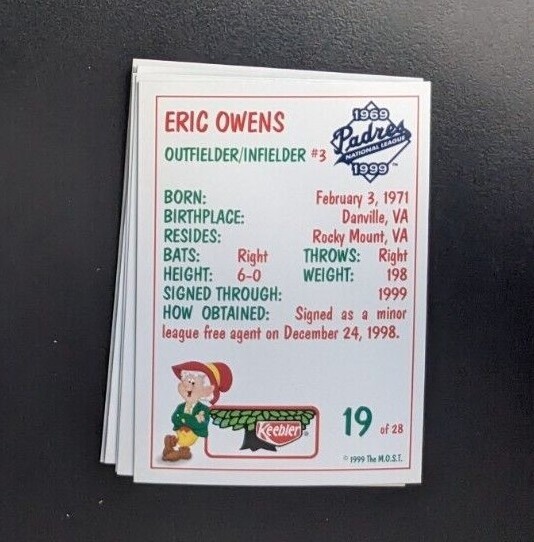 ERIC OWENS
OUTFIELDER/INFIELDER #3
1969
Padres
NATIONAL LEAGUE
1999 ™
BORN: February 3, 1971
BIRTHPLACE: Danville, VA
RESIDES: Rocky Mount, VA
BATS: Right THROWS: Right
HEIGHT: 6-0 WEIGHT: 198
SIGNED THROUGH: 1999
HOW OBTAINED: Signed as a minor
league free agent on December 24, 1998.
Keebler®
19 of 28
© 1999 The M.O.S.T.